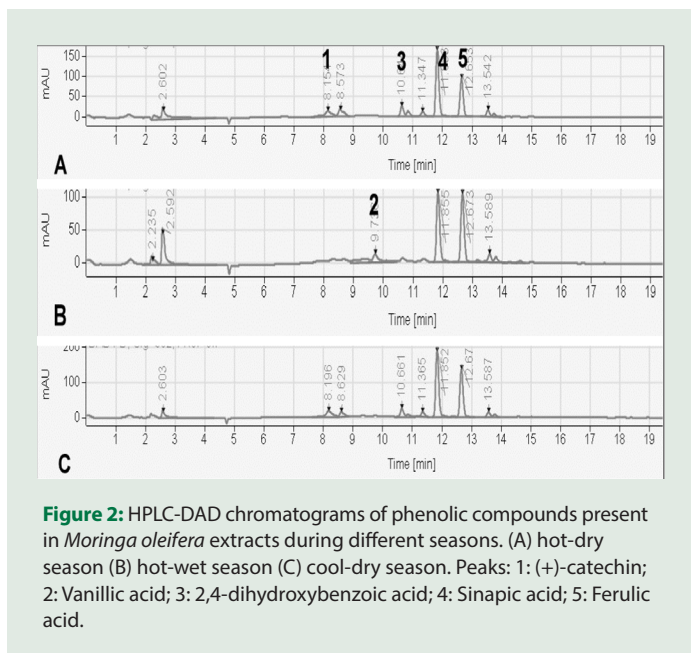 1 3 4 5
mAU
150
100
50
0
2.602
8.573
11.347
13.542
1 2 3 4 5 6 7 8 9 10 11 12 13 14 15 16 17 18 19
Time [min]
A
2
mAU
100
50
0
2.235
2.592
11.855
12.673
13.589
1 2 3 4 5 6 7 8 9 10 11 12 13 14 15 16 17 18 19
Time [min]
B
mAU
200
100
0
2.603
8.196
8.629
10.661
11.365
11.852
12.67
13.587
1 2 3 4 5 6 7 8 9 10 11 12 13 14 15 16 17 18 19
Time [min]
C
Figure 2: HPLC-DAD chromatograms of phenolic compounds present
in Moringa oleifera extracts during different seasons. (A) hot-dry
season (B) hot-wet season (C) cool-dry season. Peaks: 1: (+)-catechin;
2: Vanillic acid; 3: 2,4-dihydroxybenzoic acid; 4: Sinapic acid; 5: Ferulic
acid.